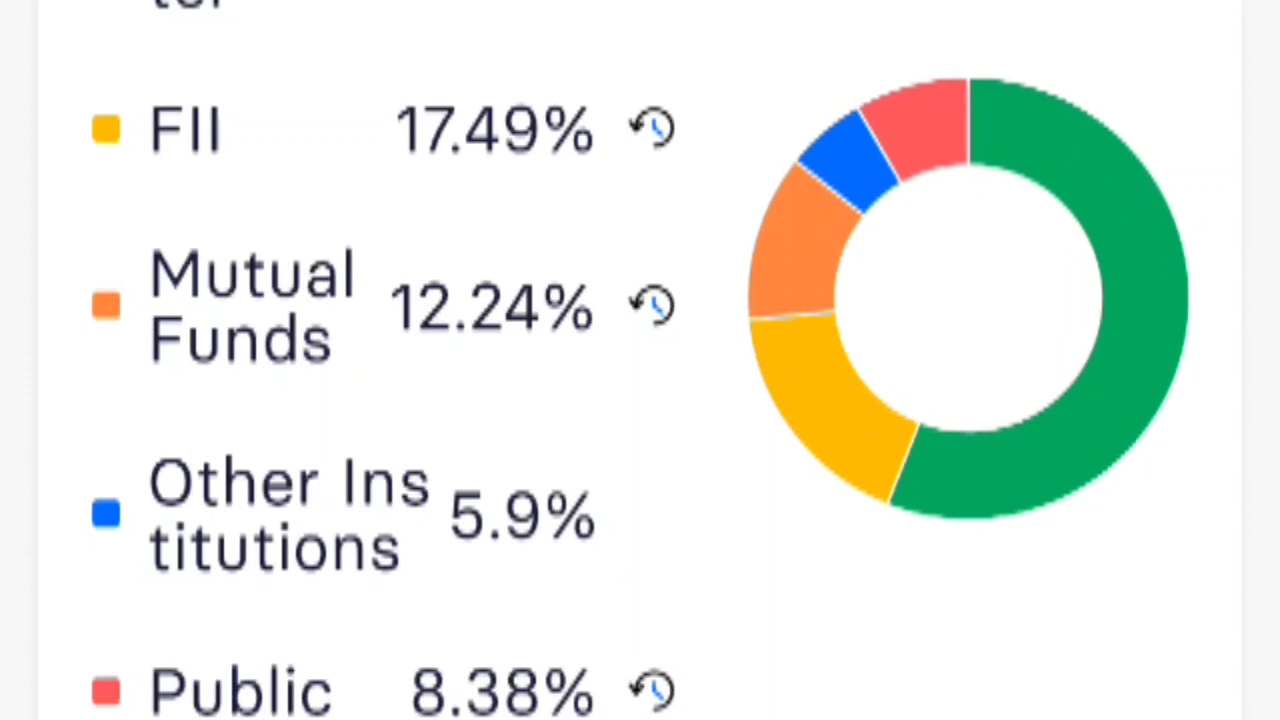 FII 17.49%
Mutual
Funds 12.24%
Other Ins
titutions 5.9%
Public 8.38%